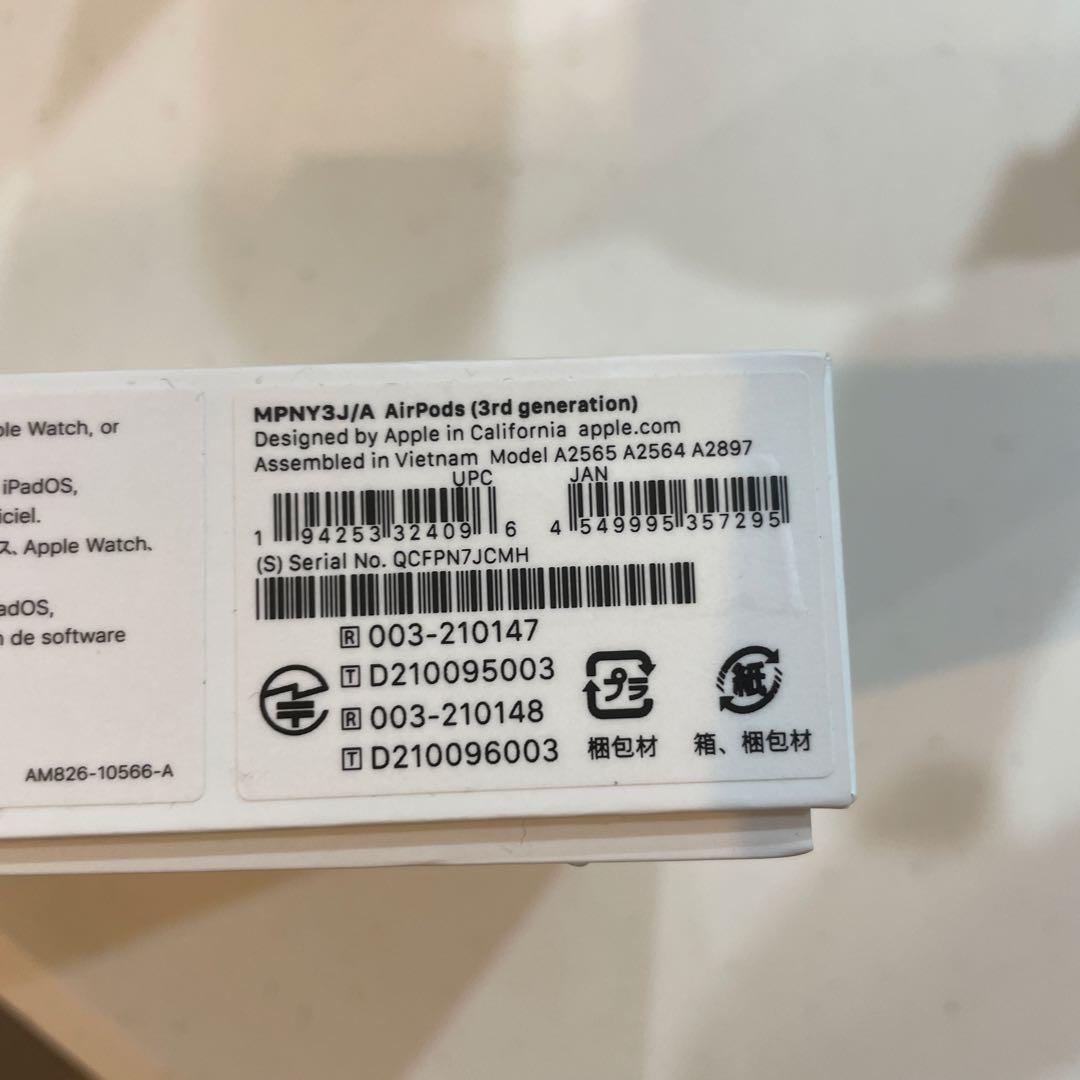 ple Watch, or
iPadOS,
iciel.
ス、Apple Watch、
adOS,
n de software
AM826-10566-A
MPNY3J/A AirPods (3rd generation)
Designed by Apple in California apple.com
Assembled in Vietnam Model A2565 A2564 A2897
UPC JAN
1 94253 32409 6 4 549995 357295
(S) Serial No. QCFPN7JCMH
R 003-210147
T D210095003
R 003-210148
T D210096003
プラ
梱包材
紙
箱、梱包材